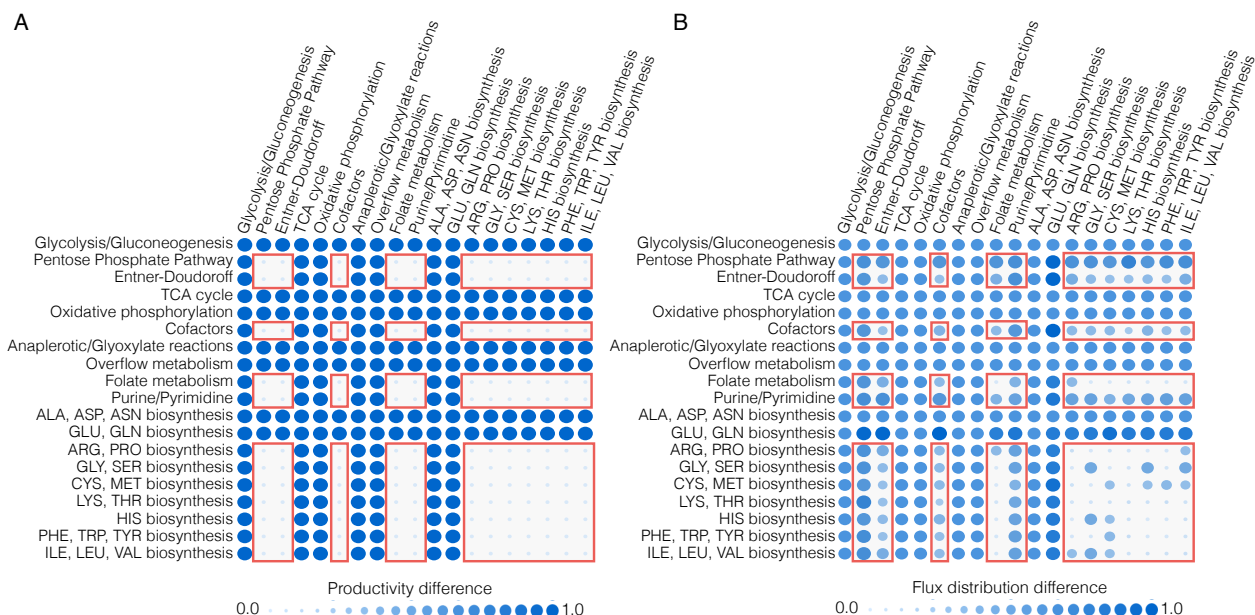 A
Glycolysis/Gluconeogenesis
Pentose Phosphate Pathway
Entner-Doudoroff
TCA cycle
Oxidative phosphorylation
Cofactors
Anaplerotic/Glyoxylate reactions
Overflow metabolism
Folate metabolism
Purine/Pyrimidine
ALA, ASP, ASN biosynthesis
GLU, GLN biosynthesis
ARG, PRO biosynthesis
GLY, SER biosynthesis
CYS, MET biosynthesis
LYS, THR biosynthesis
HIS biosynthesis
PHE, TRP, TYR biosynthesis
ILE, LEU, VAL biosynthesis
Glycolysis/Gluconeogenesis
Pentose Phosphate Pathway
Entner-Doudoroff
TCA cycle
Oxidative phosphorylation
Cofactors
Anaplerotic/Glyoxylate reactions
Overflow metabolism
Folate metabolism
Purine/Pyrimidine
ALA, ASP, ASN biosynthesis
GLU, GLN biosynthesis
ARG, PRO biosynthesis
GLY, SER biosynthesis
CYS, MET biosynthesis
LYS, THR biosynthesis
HIS biosynthesis
PHE, TRP, TYR biosynthesis
ILE, LEU, VAL biosynthesis
Productivity difference
0.0 1.0
B
Glycolysis/Gluconeogenesis
Pentose Phosphate Pathway
Entner-Doudoroff
TCA cycle
Oxidative phosphorylation
Cofactors
Anaplerotic/Glyoxylate reactions
Overflow metabolism
Folate metabolism
Purine/Pyrimidine
ALA, ASP, ASN biosynthesis
GLU, GLN biosynthesis
ARG, PRO biosynthesis
GLY, SER biosynthesis
CYS, MET biosynthesis
LYS, THR biosynthesis
HIS biosynthesis
PHE, TRP, TYR biosynthesis
ILE, LEU, VAL biosynthesis
Glycolysis/Gluconeogenesis
Pentose Phosphate Pathway
Entner-Doudoroff
TCA cycle
Oxidative phosphorylation
Cofactors
Anaplerotic/Glyoxylate reactions
Overflow metabolism
Folate metabolism
Purine/Pyrimidine
ALA, ASP, ASN biosynthesis
GLU, GLN biosynthesis
ARG, PRO biosynthesis
GLY, SER biosynthesis
CYS, MET biosynthesis
LYS, THR biosynthesis
HIS biosynthesis
PHE, TRP, TYR biosynthesis
ILE, LEU, VAL biosynthesis
Flux distribution difference
0.0 1.0